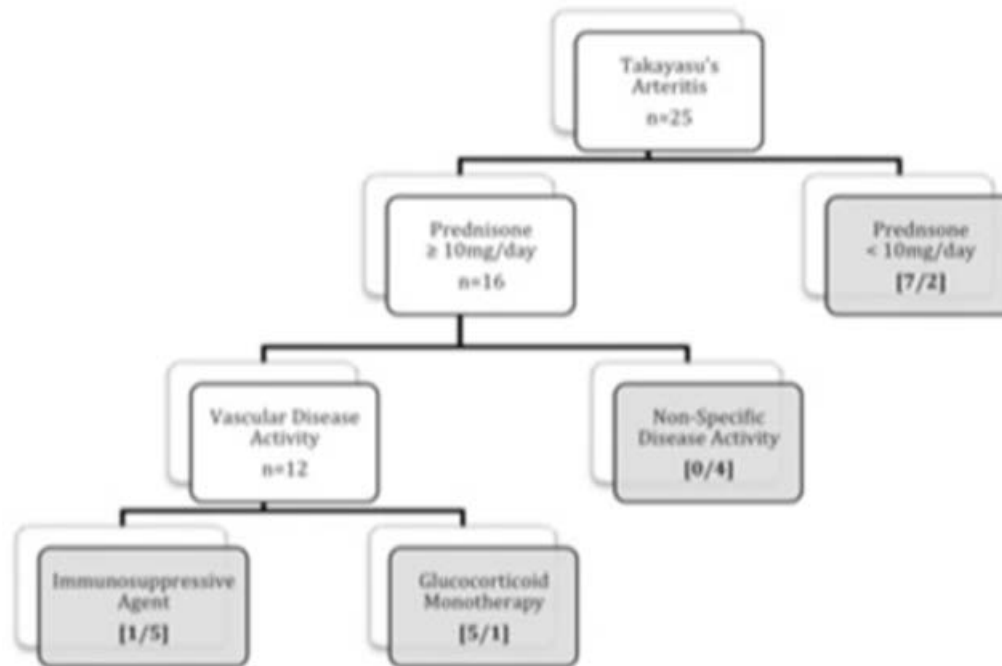 Takayasu's
Arteritis
n=25
Prednisone
≥ 10mg/day
n=16
Prednsone
< 10mg/day
[7/2]
Vascular Disease
Activity
n=12
Non-Specific
Disease Activity
[0/4]
Immunosuppressive
Agent
[1/5]
Glucocorticoid
Monotherapy
[5/1]